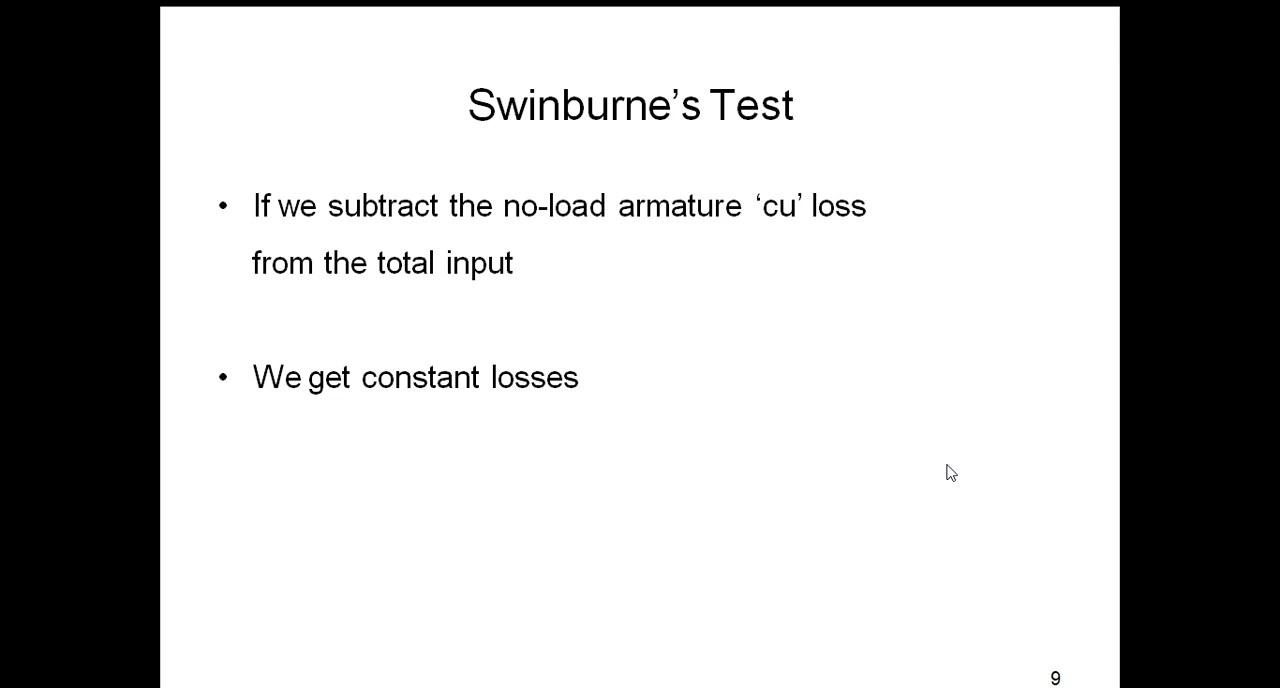 Swinburne’s Test
• If we subtract the no-load armature ‘cu’ loss
from the total input
• We get constant losses
9